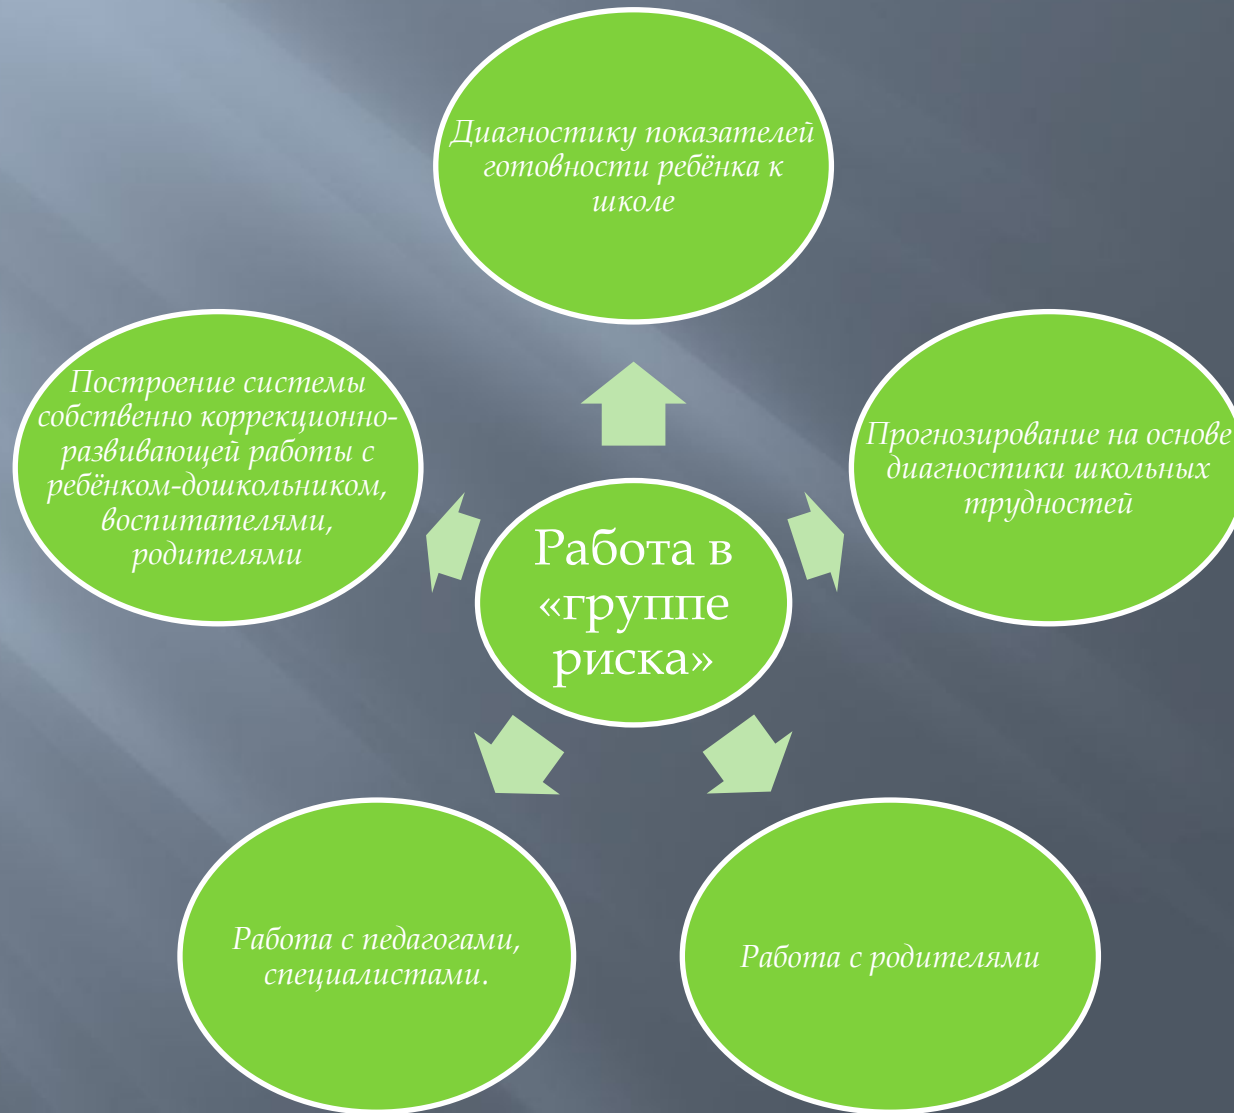 Диагностику показателей
готовности ребёнка к
школе
Построение системы
собственно коррекционно-
развивающей работы с
ребёнком-дошкольником,
воспитателями,
родителями
Прогнозирование на основе
диагностики школьных
трудностей
Работа в
«группе
риска»
Работа с педагогами,
специалистами.
Работа с родителями